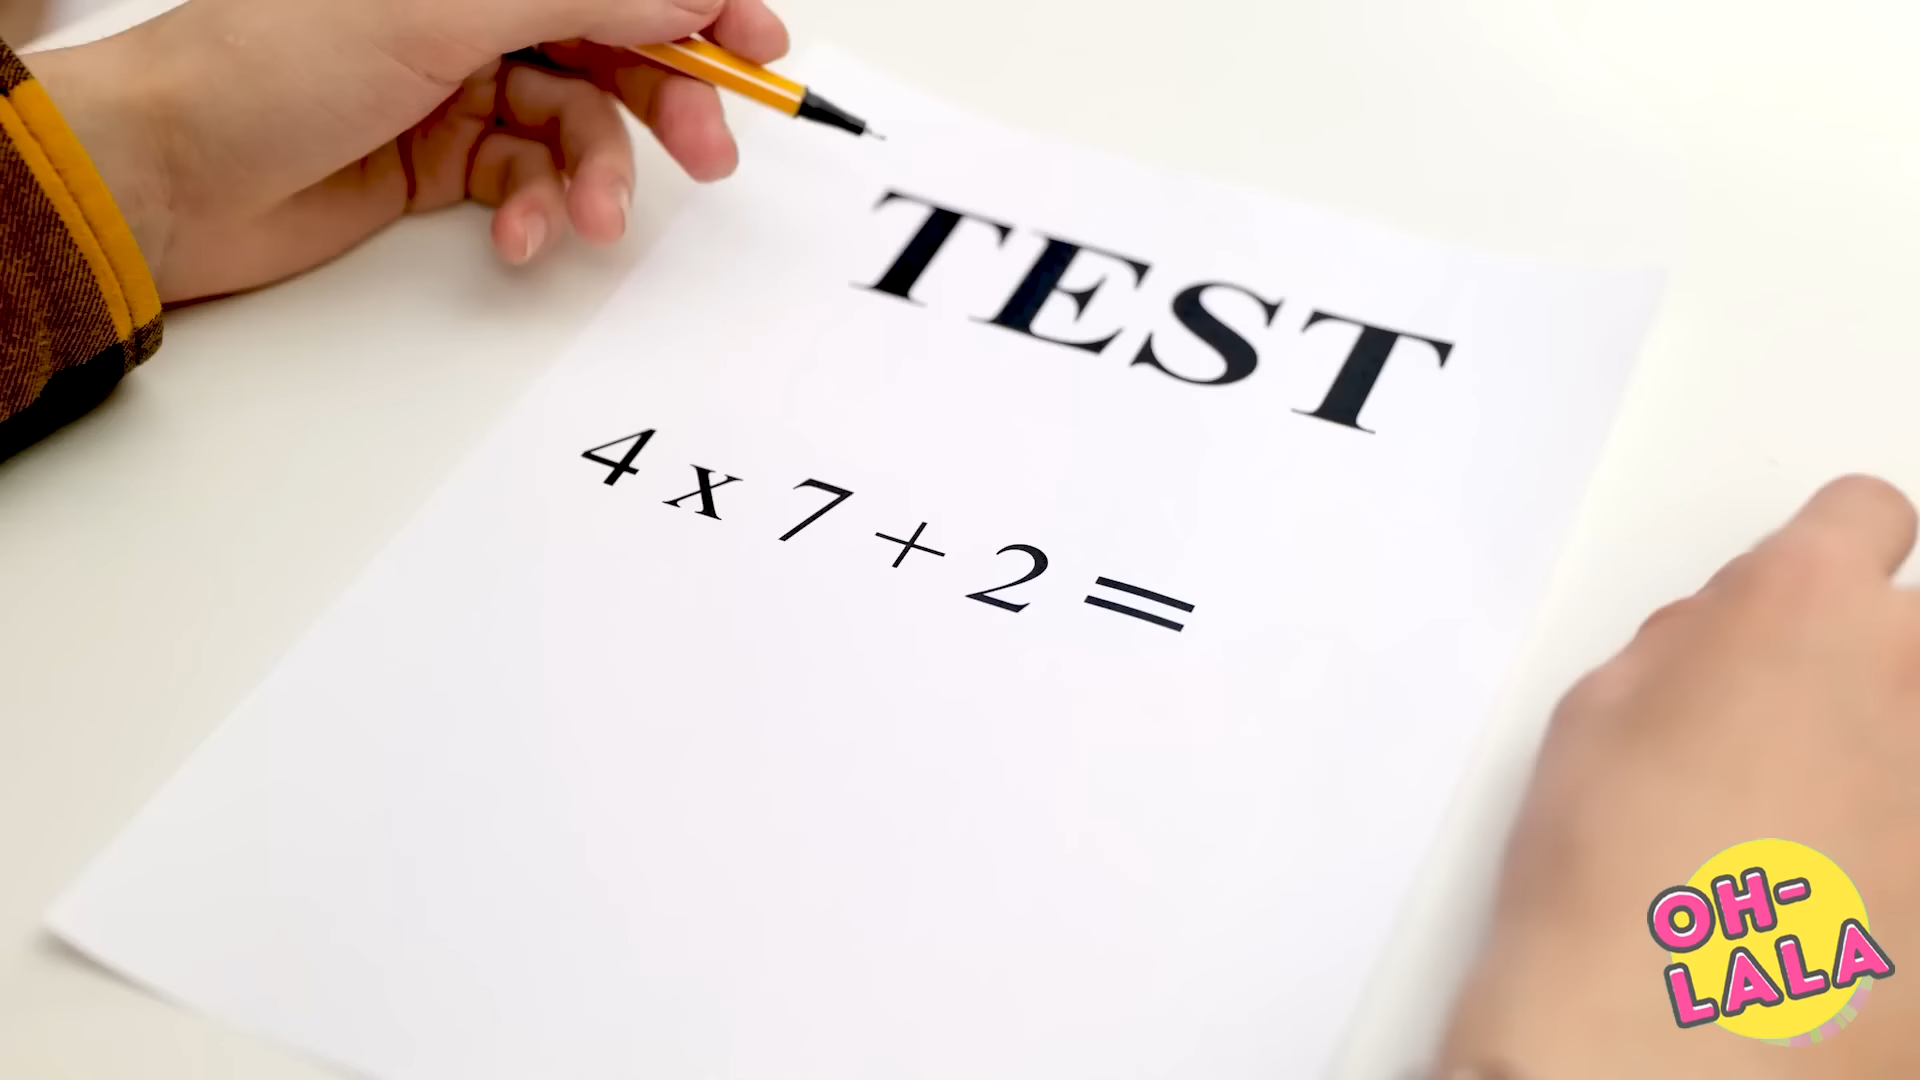 TEST
4 x 7 + 2 =
OH-
LALA